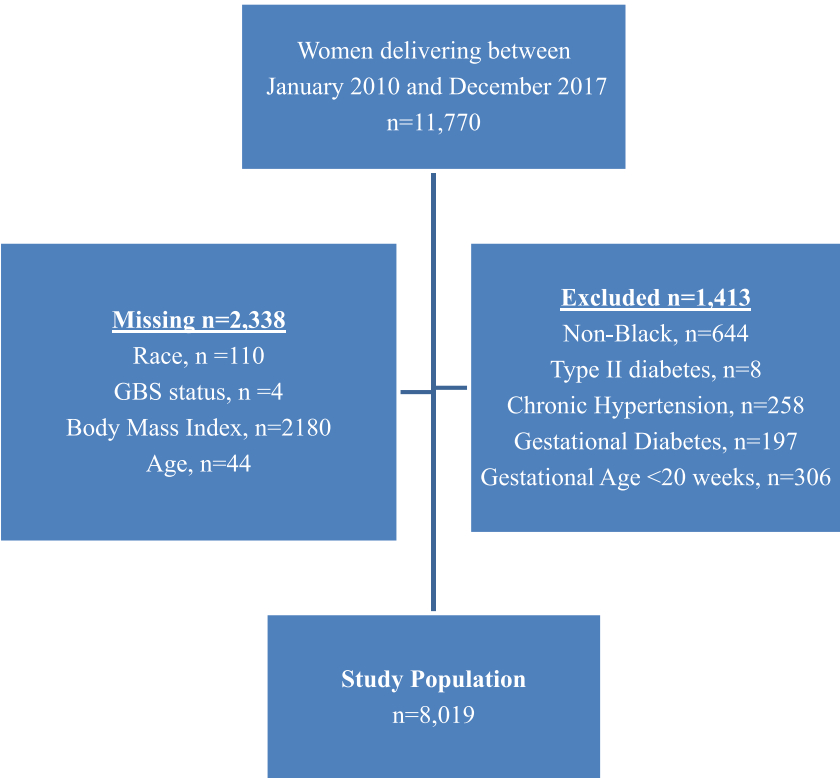 Women delivering between
January 2010 and December 2017
n=11,770
Missing n=2,338
Race, n =110
GBS status, n =4
Body Mass Index, n=2180
Age, n=44
Excluded n=1,413
Non-Black, n=644
Type II diabetes, n=8
Chronic Hypertension, n=258
Gestational Diabetes, n=197
Gestational Age <20 weeks, n=306
Study Population
n=8,019